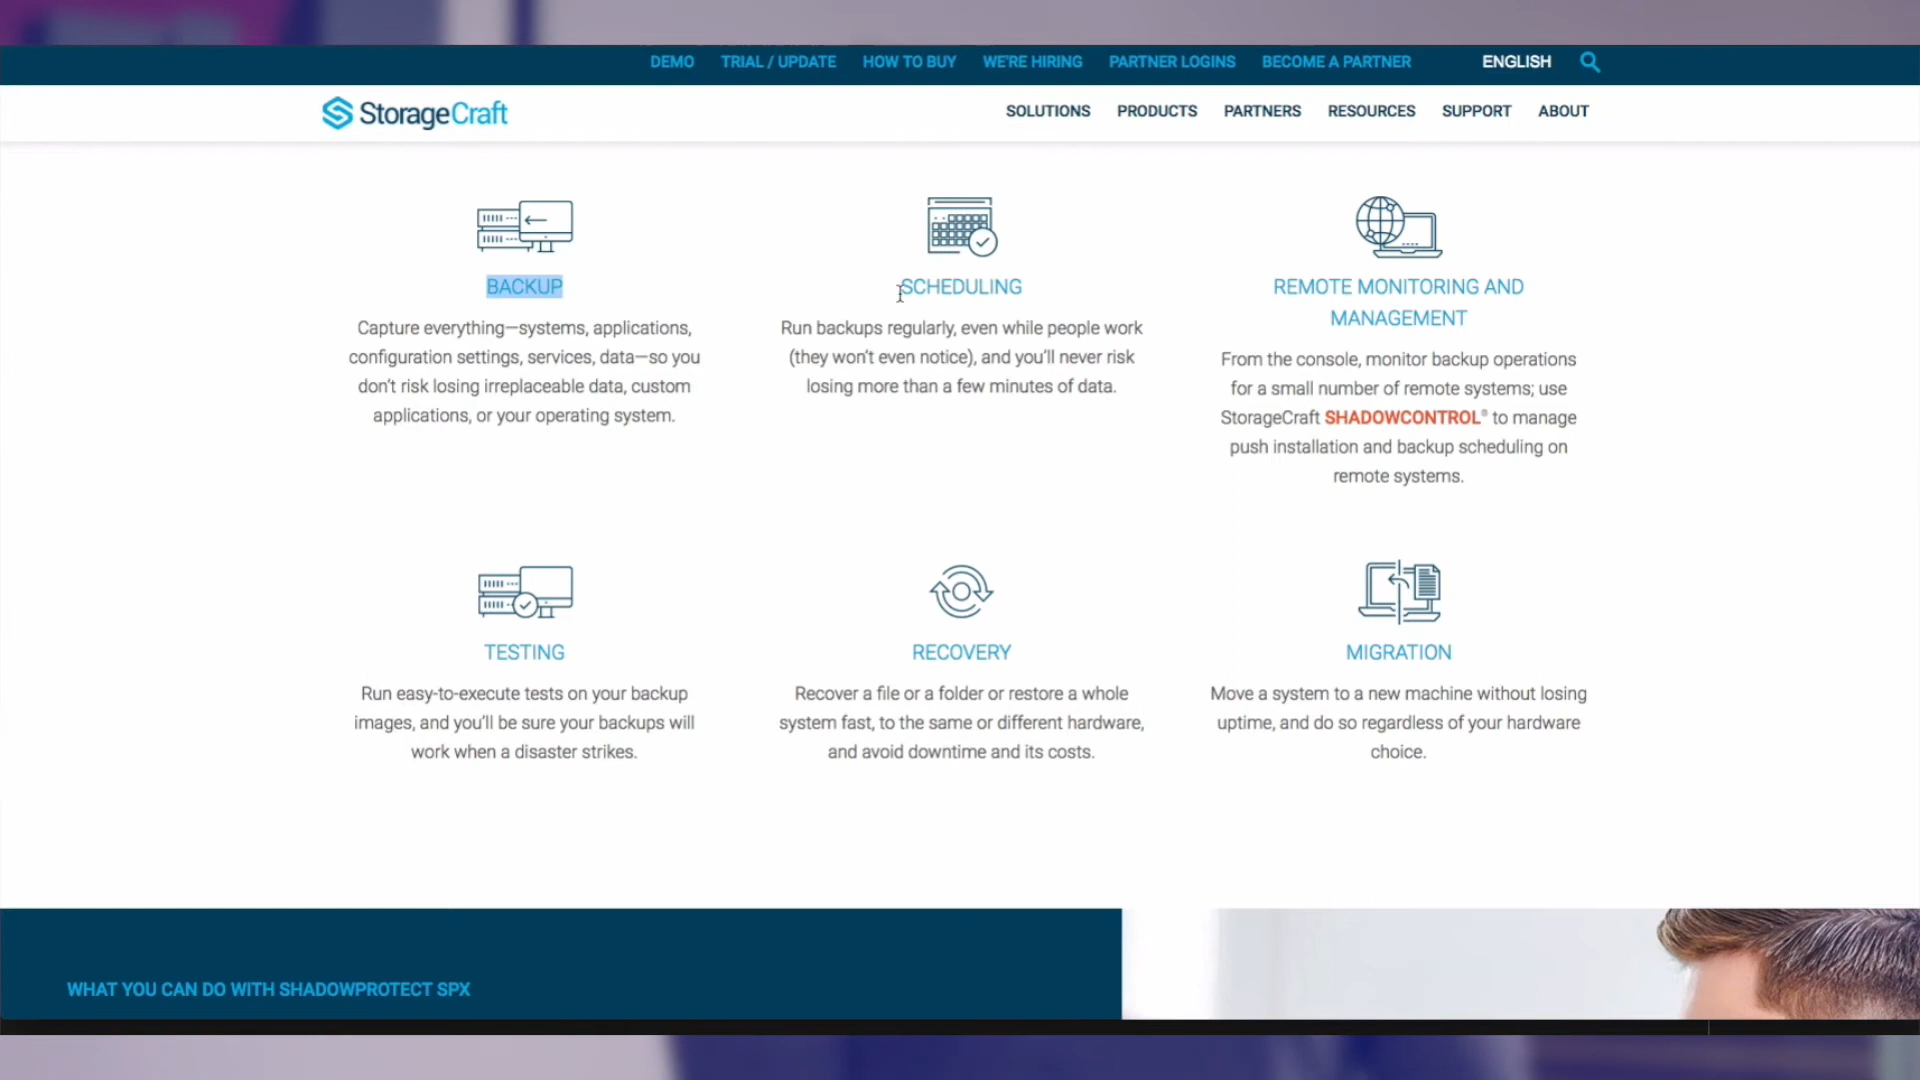 DEMO TRIAL / UPDATE HOW TO BUY WE'RE HIRING PARTNER LOGINS BECOME A PARTNER ENGLISH
StorageCraft SOLUTIONS PRODUCTS PARTNERS RESOURCES SUPPORT ABOUT
BACKUP
Capture everything—systems, applications,
configuration settings, services, data—so you
don't risk losing irreplaceable data, custom
applications, or your operating system.
SCHEDULING
Run backups regularly, even while people work
(they won't even notice), and you'll never risk
losing more than a few minutes of data.
REMOTE MONITORING AND
MANAGEMENT
From the console, monitor backup operations
for a small number of remote systems; use
StorageCraft SHADOWCONTROL® to manage
push installation and backup scheduling on
remote systems.
TESTING
Run easy-to-execute tests on your backup
images, and you'll be sure your backups will
work when a disaster strikes.
RECOVERY
Recover a file or a folder or restore a whole
system fast, to the same or different hardware,
and avoid downtime and its costs.
MIGRATION
Move a system to a new machine without losing
uptime, and do so regardless of your hardware
choice.
WHAT YOU CAN DO WITH SHADOWPROTECT SPX